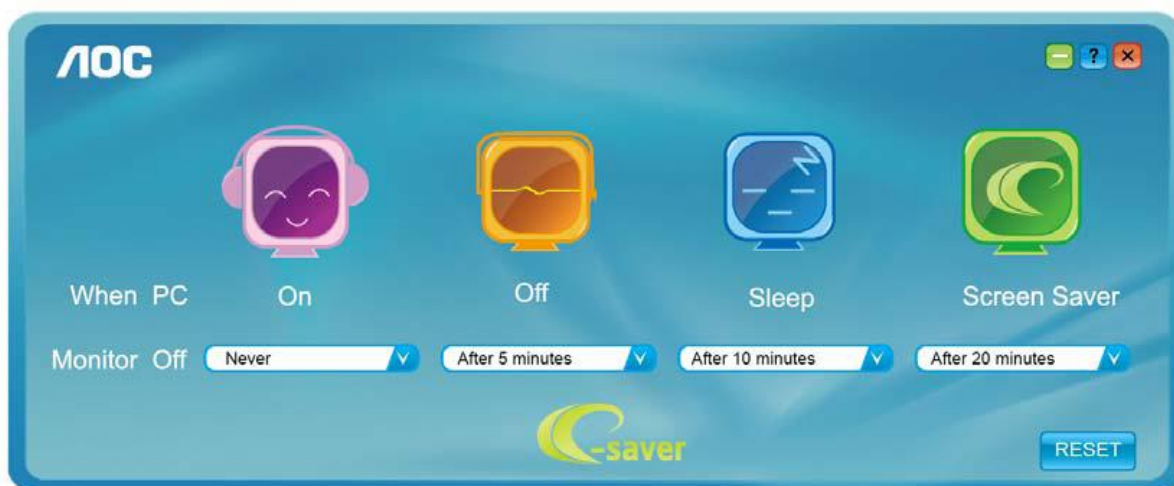 AOC
?
When PC On Off Sleep Screen Saver
Monitor Off Never After 5 minutes After 10 minutes After 20 minutes
e-saver
RESET